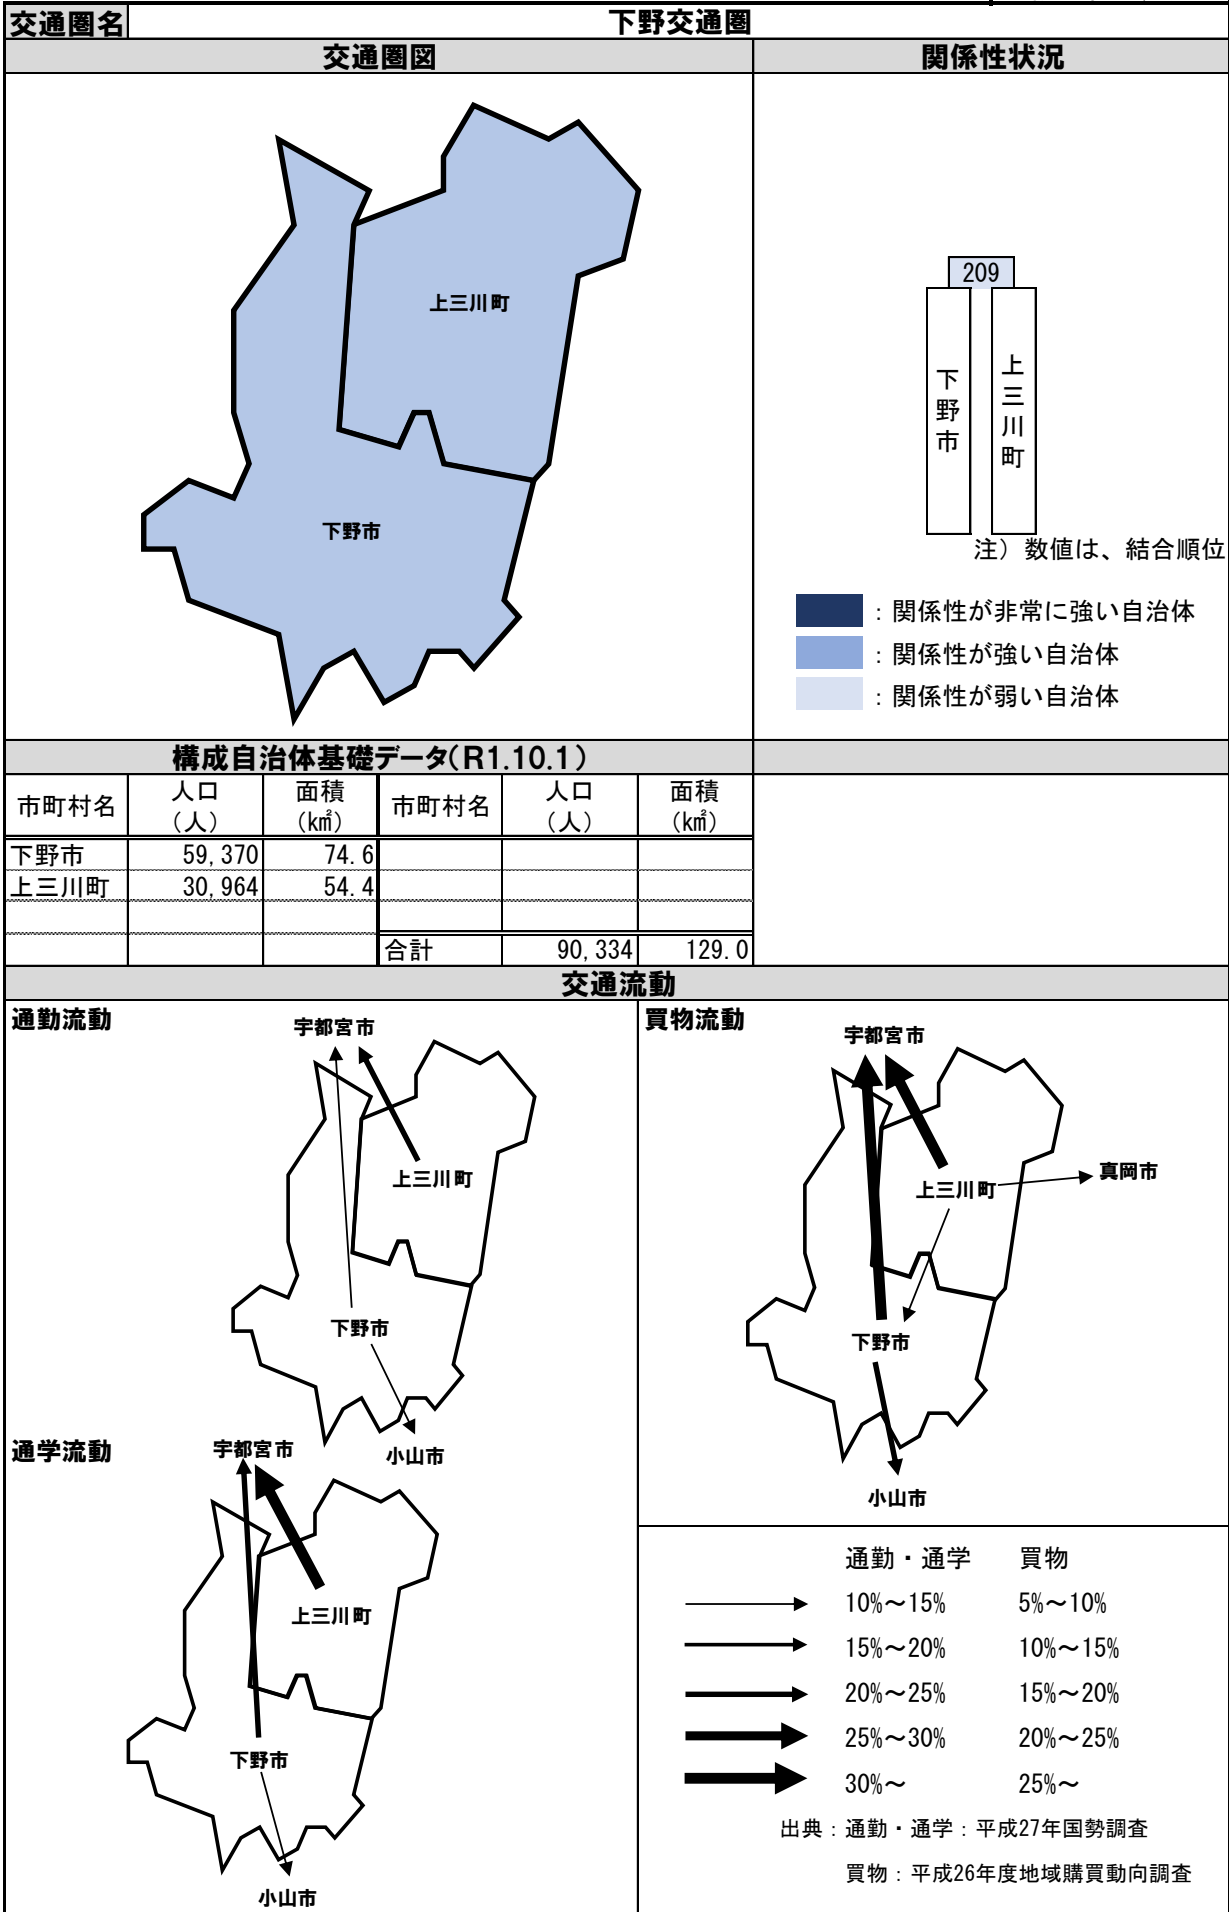 交通圏名 下野交通圏
交通圏図 関係性状況
上三川町
下野市
209
下野市
上三川町
注）数値は、結合順位
：関係性が非常に強い自治体
：関係性が強い自治体
：関係性が弱い自治体
構成自治体基礎データ(R1.10.1)
市町村名 人口（人） 面積（k㎡） 市町村名 人口（人） 面積（k㎡）
下野市 59,370 74.6
上三川町 30,964 54.4
合計 90,334 129.0
交通流動
通勤流動
宇都宮市
上三川町
下野市
小山市
買物流動
宇都宮市
真岡市
上三川町
下野市
小山市
通学流動
宇都宮市
上三川町
下野市
小山市
通勤・通学 買物
10%～15% 5%～10%
15%～20% 10%～15%
20%～25% 15%～20%
25%～30% 20%～25%
30%～ 25%～
出典：通勤・通学：平成27年国勢調査
買物：平成26年度地域購買動向調査